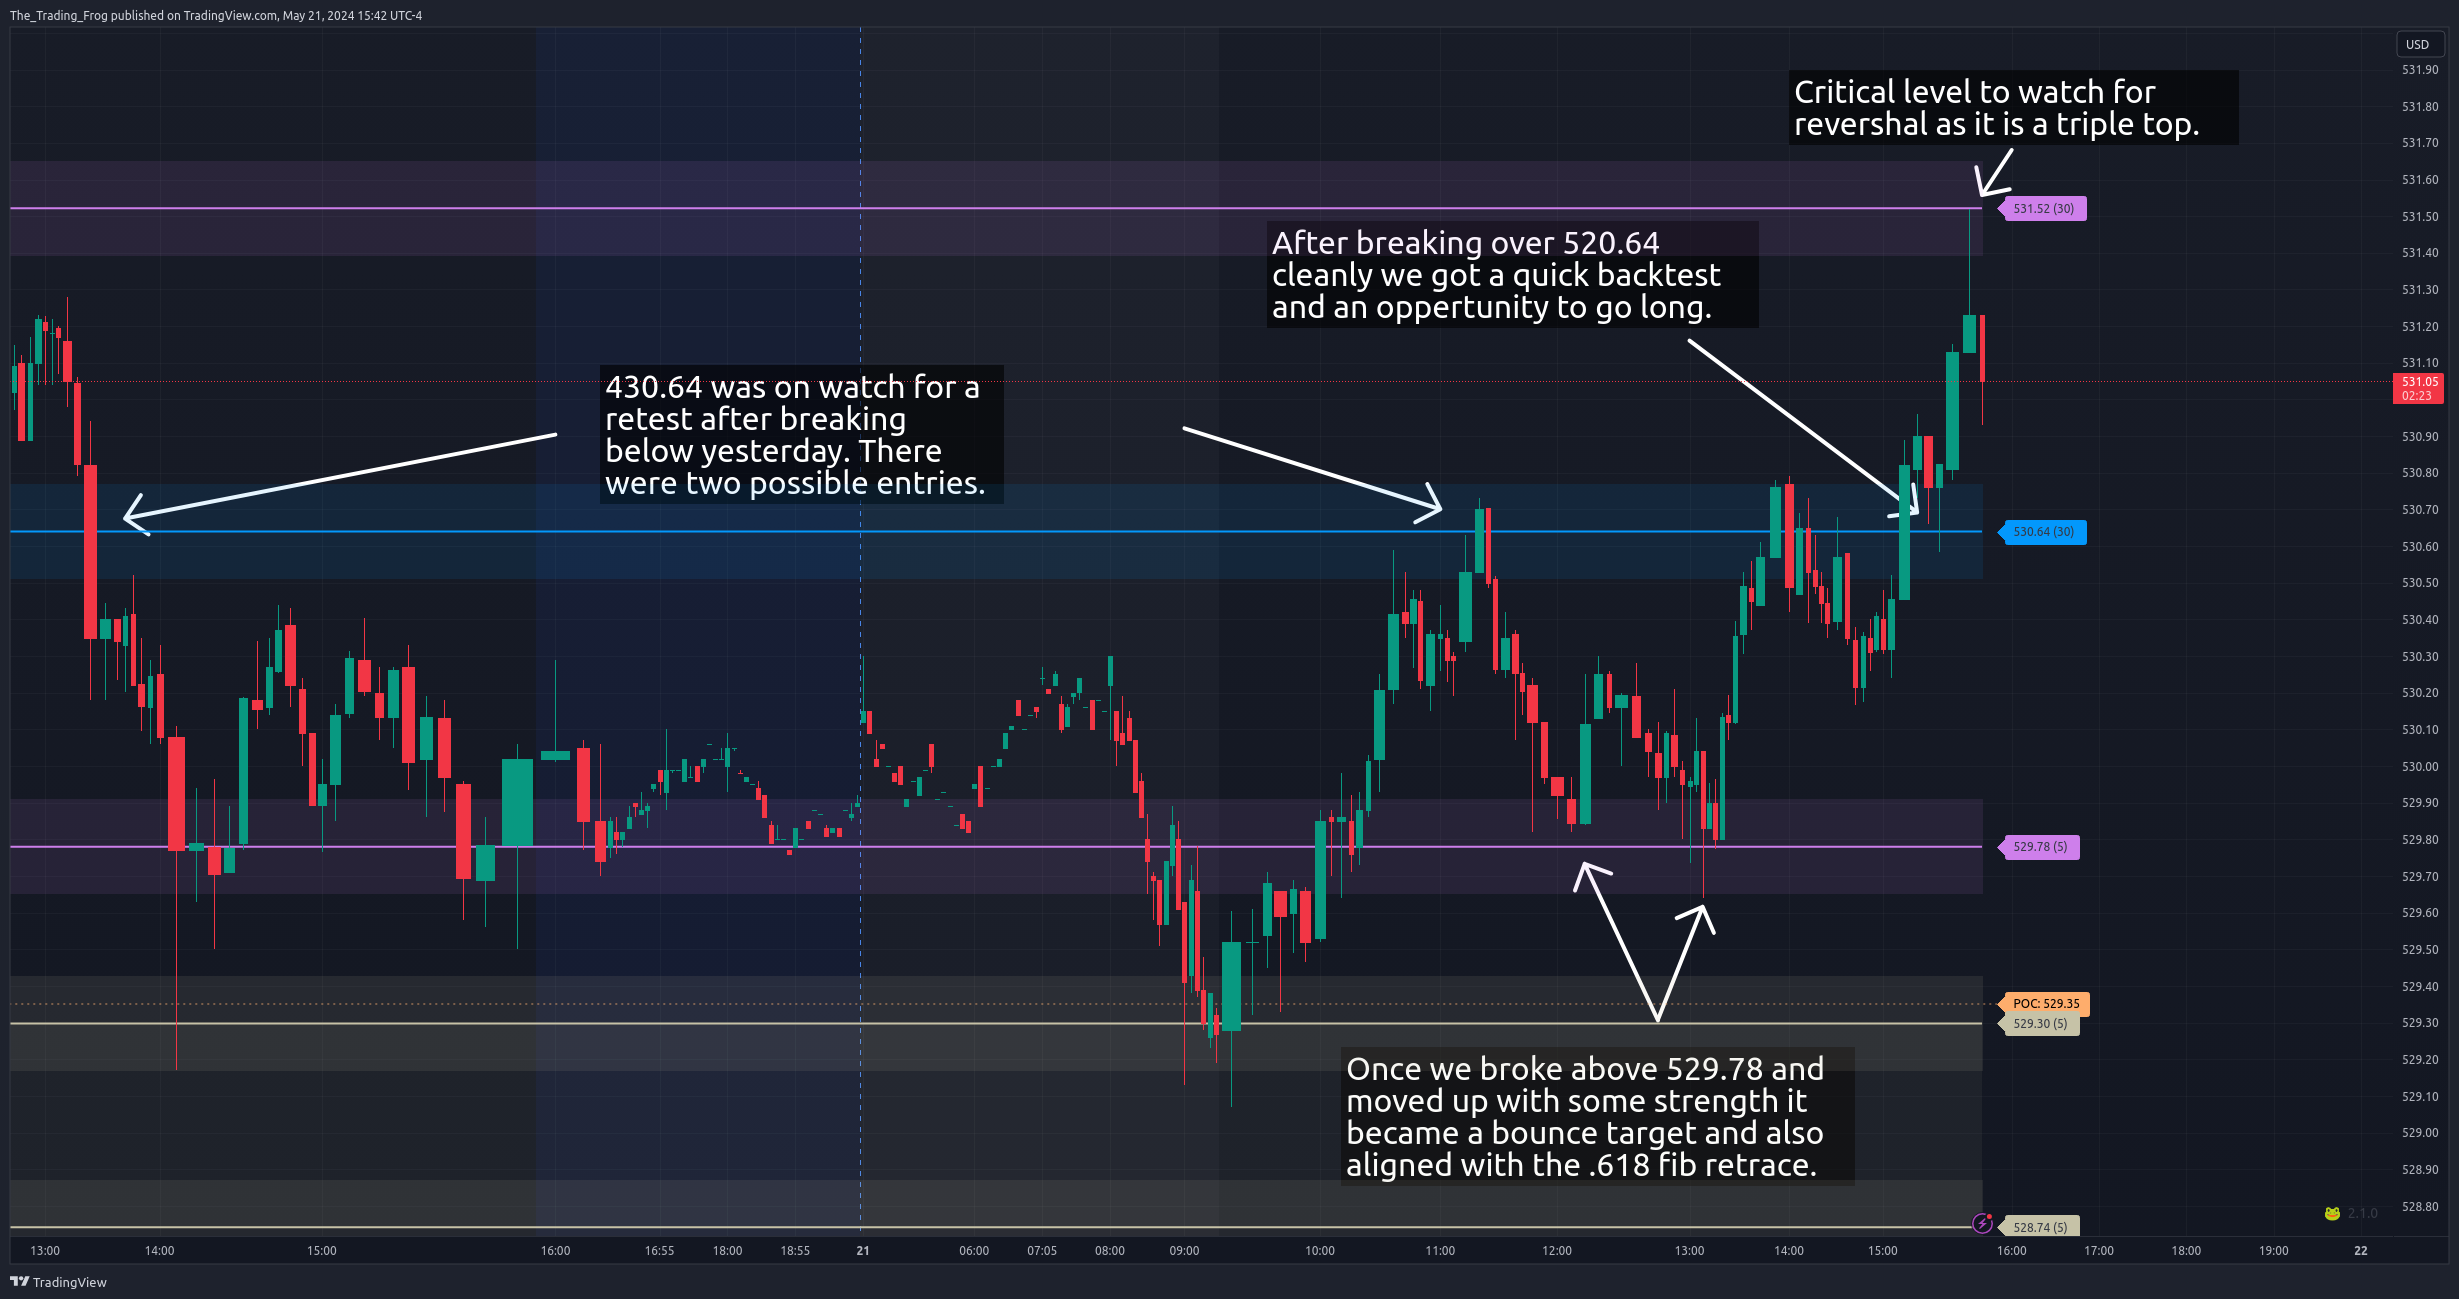 The_Trading_Frog published on TradingView.com, May 21, 2024 15:42 UTC-4
USD
Critical level to watch for
revershal as it is a triple top.
After breaking over 520.64
cleanly we got a quick backtest
and an oppertunity to go long.
430.64 was on watch for a
retest after breaking
below yesterday. There
were two possible entries.
Once we broke above 529.78 and
moved up with some strength it
became a bounce target and also
aligned with the .618 fib retrace.
531.52 (30)
530.64 (30)
529.78 (5)
POC: 529.35
529.30 (5)
528.74 (5)
531.90
531.80
531.70
531.60
531.50
531.40
531.30
531.20
531.10
531.05
02:23
530.90
530.80
530.70
530.60
530.50
530.40
530.30
530.20
530.10
530.00
529.90
529.80
529.70
529.60
529.50
529.40
529.30
529.20
529.10
529.00
528.90
528.80
2.1.0
13:00 14:00 15:00 16:00 16:55 18:00 18:55 21 06:00 07:05 08:00 09:00 10:00 11:00 12:00 13:00 14:00 15:00 16:00 17:00 18:00 19:00 22
TradingView